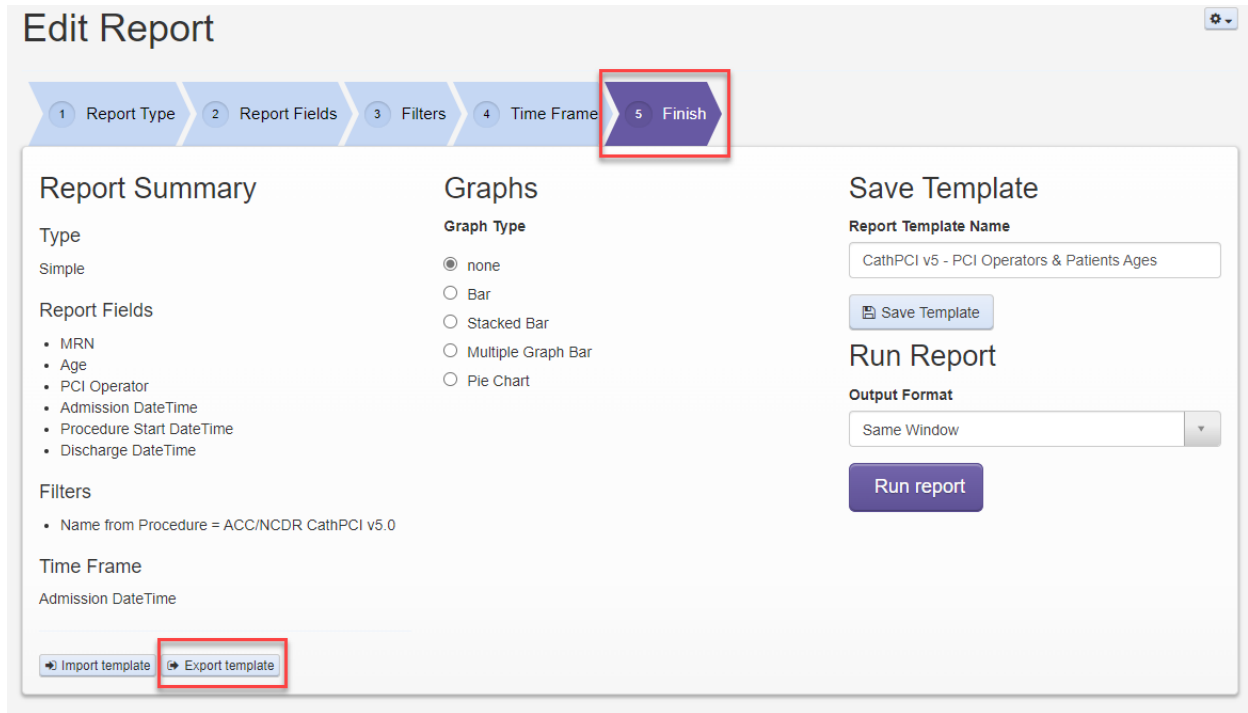 Edit Report
1 Report Type
2 Report Fields
3 Filters
4 Time Frame
5 Finish
Report Summary
Type
Simple
Report Fields
• MRN
• Age
• PCI Operator
• Admission DateTime
• Procedure Start DateTime
• Discharge DateTime
Filters
• Name from Procedure = ACC/NCDR CathPCI v5.0
Time Frame
Admission DateTime
Import template
Export template
Graphs
Graph Type
none
Bar
Stacked Bar
Multiple Graph Bar
Pie Chart
Save Template
Report Template Name
CathPCI v5 - PCI Operators & Patients Ages
Save Template
Run Report
Output Format
Same Window
Run report